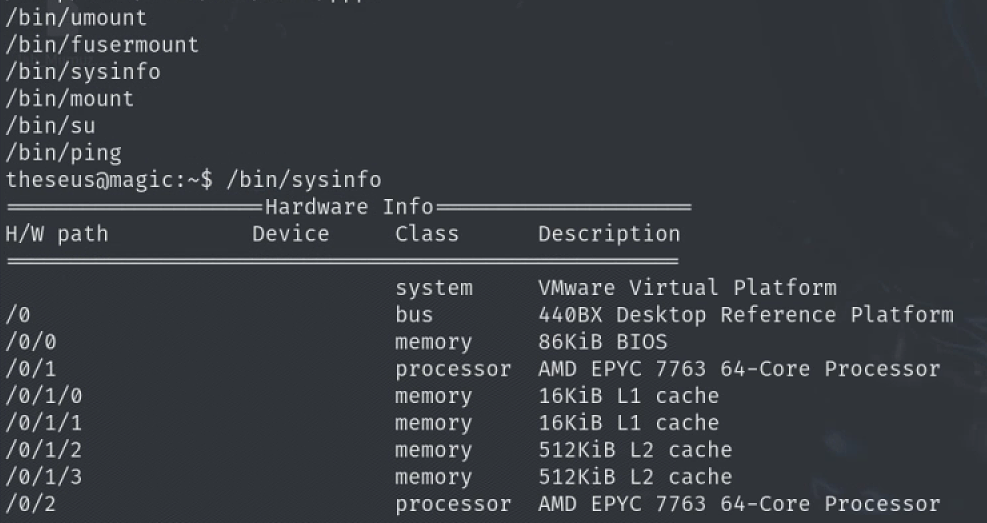 /bin/umount
/bin/fusermount
/bin/sysinfo
/bin/mount
/bin/su
/bin/ping
theseus@magic:~$ /bin/sysinfo
====================Hardware Info====================
H/W path Device Class Description
====================================================
system VMware Virtual Platform
/0 bus 440BX Desktop Reference Platform
/0/0 memory 86KiB BIOS
/0/1 processor AMD EPYC 7763 64-Core Processor
/0/1/0 memory 16KiB L1 cache
/0/1/1 memory 16KiB L1 cache
/0/1/2 memory 512KiB L2 cache
/0/1/3 memory 512KiB L2 cache
/0/2 processor AMD EPYC 7763 64-Core Processor